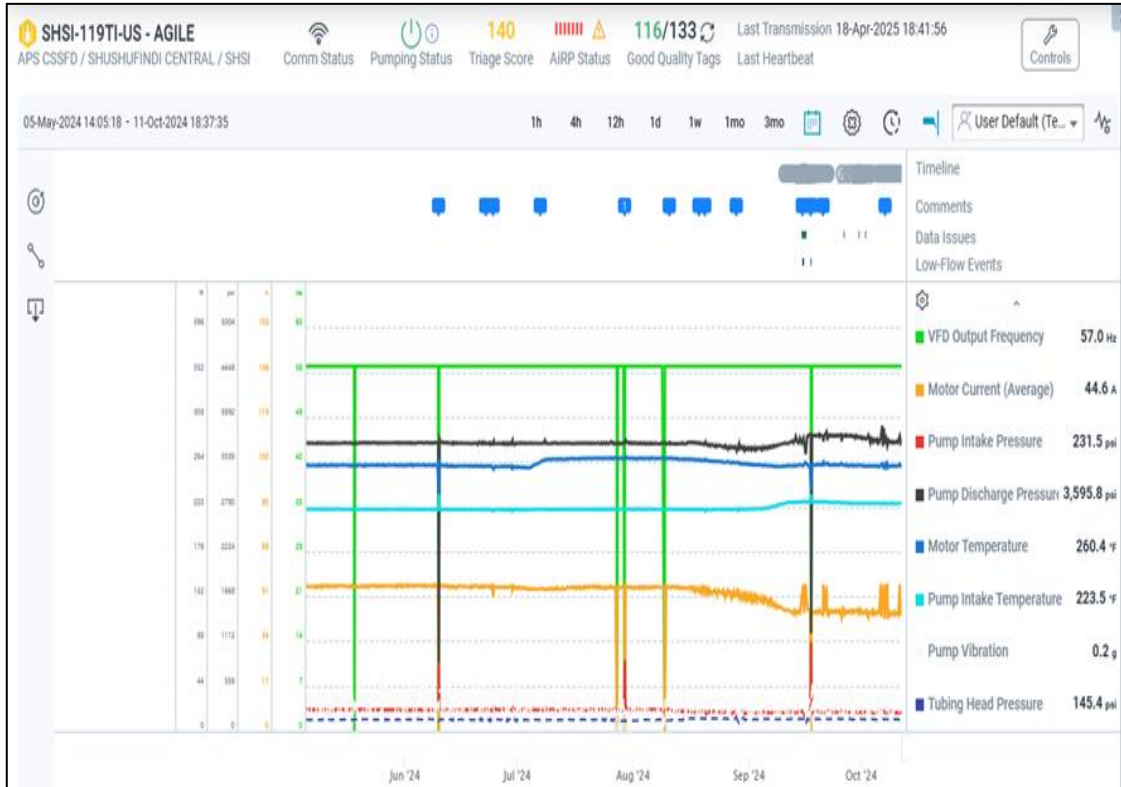 SHSI-119TI-US - AGILE
APS CSSFD / SHUSHUFINDI CENTRAL / SHSI
Comm Status
Pumping Status
140
Triage Score
AiRP Status
116/133
Good Quality Tags
Last Transmission 18-Apr-2025 18:41:56
Last Heartbeat
Controls
05-May-2024 14:05:18 - 11-Oct-2024 18:37:35
1h 4h 12h 1d 1w 1mo 3mo
User Default (Te...
Timeline
Comments
Data Issues
Low-Flow Events
VFD Output Frequency 57.0 Hz
Motor Current (Average) 44.6 A
Pump Intake Pressure 231.5 psi
Pump Discharge Pressure 3,595.8 psi
Motor Temperature 260.4 °F
Pump Intake Temperature 223.5 °F
Pump Vibration 0.2 g
Tubing Head Pressure 145.4 psi
Jun '24 Jul '24 Aug '24 Sep '24 Oct '24